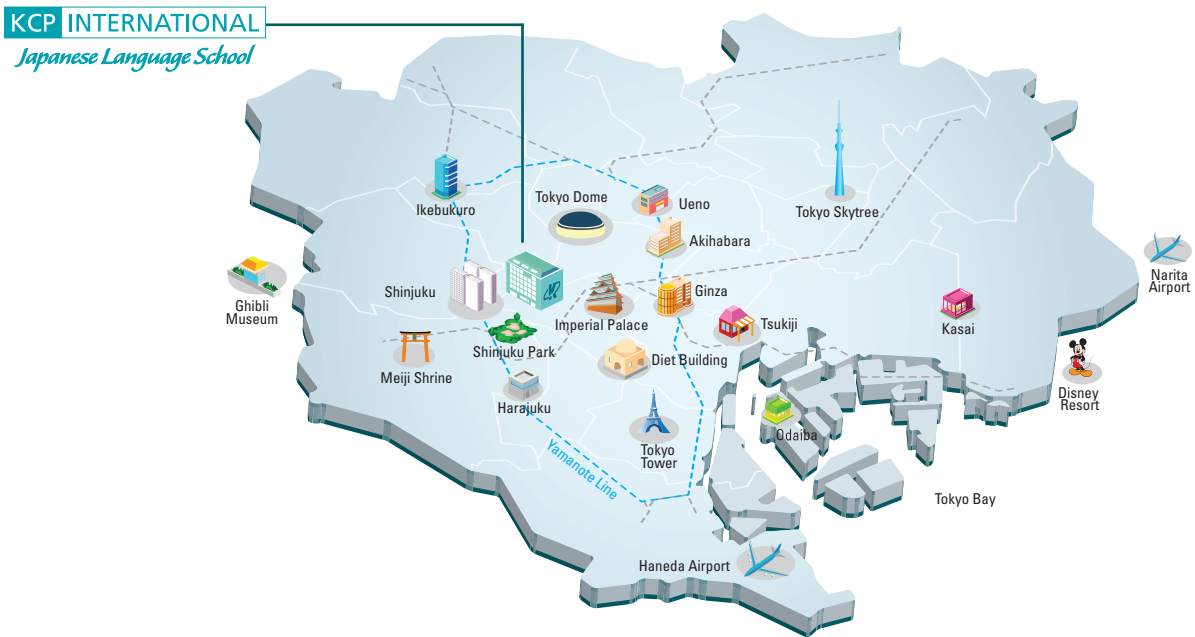 KCP INTERNATIONAL
Japanese Language School
Ikebukuro
Tokyo Dome
Ueno
Tokyo Skytree
Akihabara
Narita
Airport
Ghibli
Museum
Shinjuku
Imperial Palace
Ginza
Tsukiji
Kasai
Meiji Shrine
Shinjuku Park
Diet Building
Disney
Resort
Harajuku
Yamanote Line
Tokyo
Tower
Odaiba
Tokyo Bay
Haneda Airport